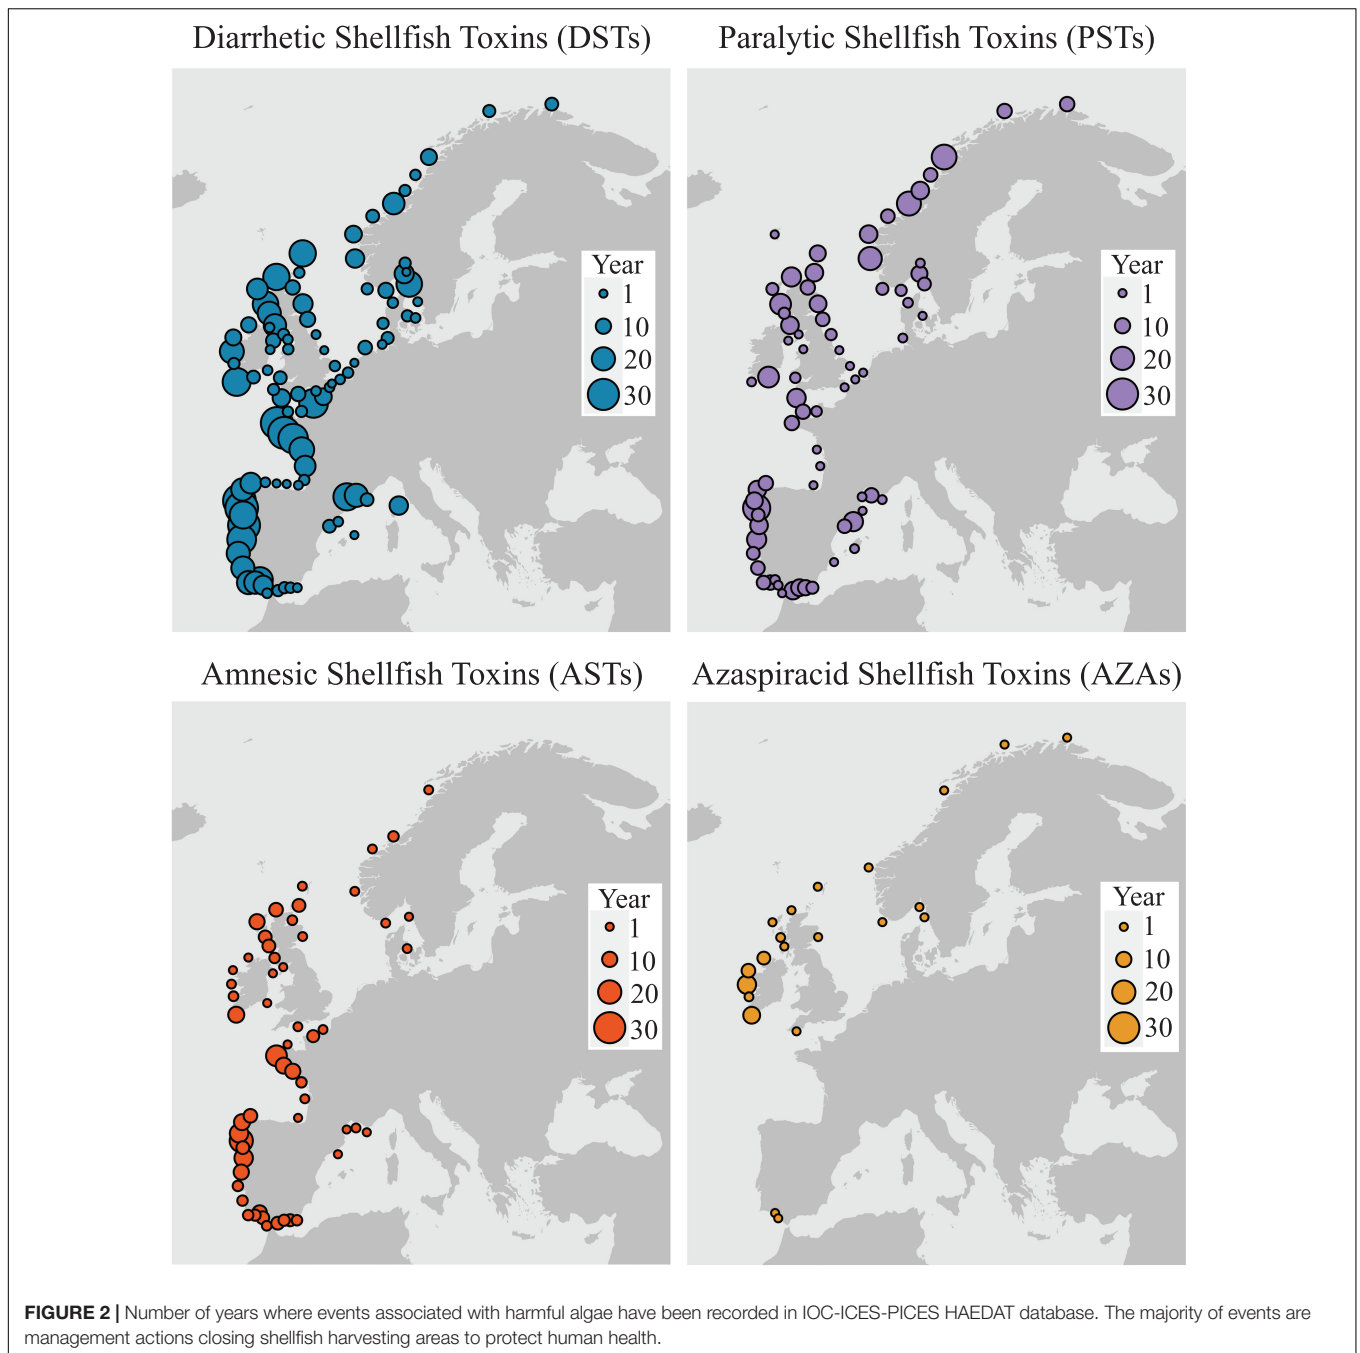 Diarrhetic Shellfish Toxins (DSTs)
Paralytic Shellfish Toxins (PSTs)
Year
1
10
20
30
Year
1
10
20
30
Amnesic Shellfish Toxins (ASTs)
Azaspiracid Shellfish Toxins (AZAs)
Year
1
10
20
30
Year
1
10
20
30
FIGURE 2 | Number of years where events associated with harmful algae have been recorded in IOC-ICES-PICES HAEDAT database. The majority of events are
management actions closing shellfish harvesting areas to protect human health.